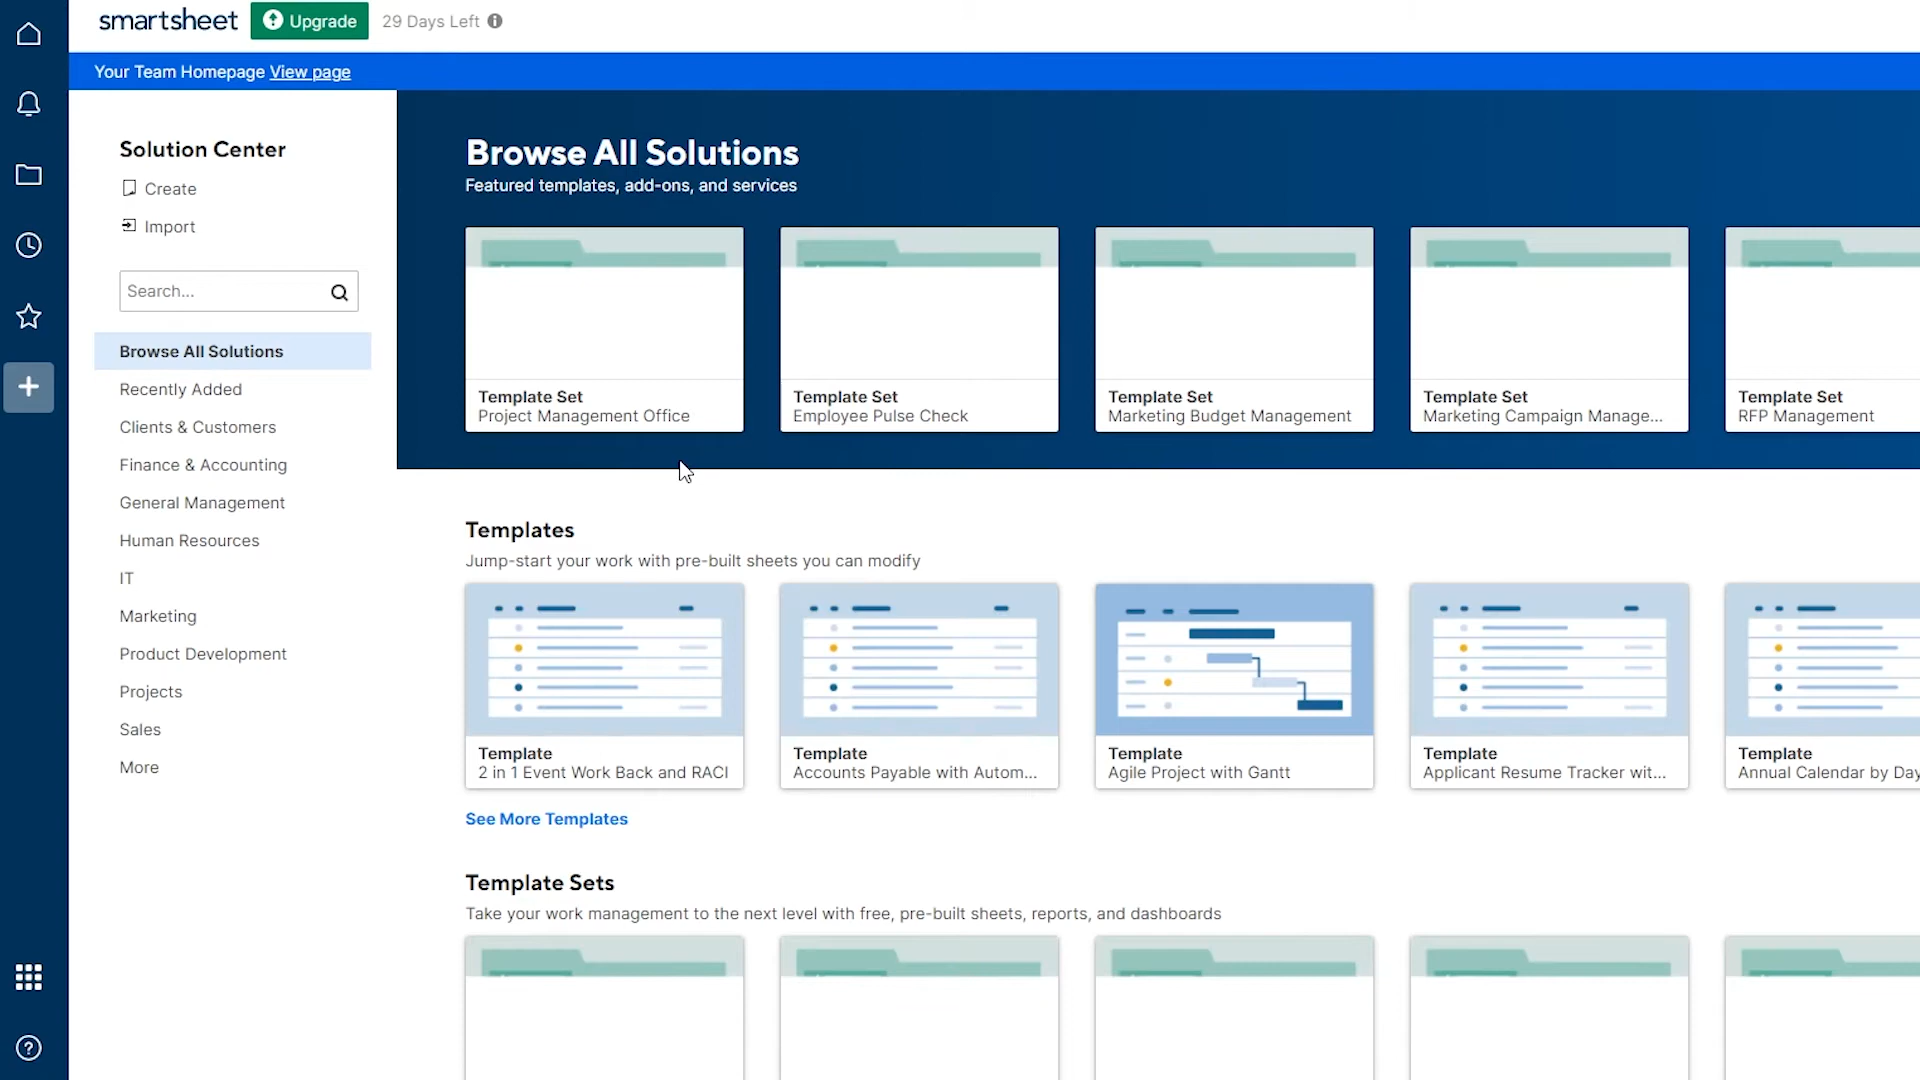 smartsheet
Upgrade
29 Days Left
Your Team Homepage View page
Solution Center
Create
Import
Search...
Browse All Solutions
Recently Added
Clients & Customers
Finance & Accounting
General Management
Human Resources
IT
Marketing
Product Development
Projects
Sales
More
Browse All Solutions
Featured templates, add-ons, and services
Template Set
Project Management Office
Template Set
Employee Pulse Check
Template Set
Marketing Budget Management
Template Set
Marketing Campaign Manage...
Template Set
RFP Management
Templates
Jump-start your work with pre-built sheets you can modify
Template
2 in 1 Event Work Back and RACI
Template
Accounts Payable with Autom...
Template
Agile Project with Gantt
Template
Applicant Resume Tracker wit...
Template
Annual Calendar by Day
See More Templates
Template Sets
Take your work management to the next level with free, pre-built sheets, reports, and dashboards